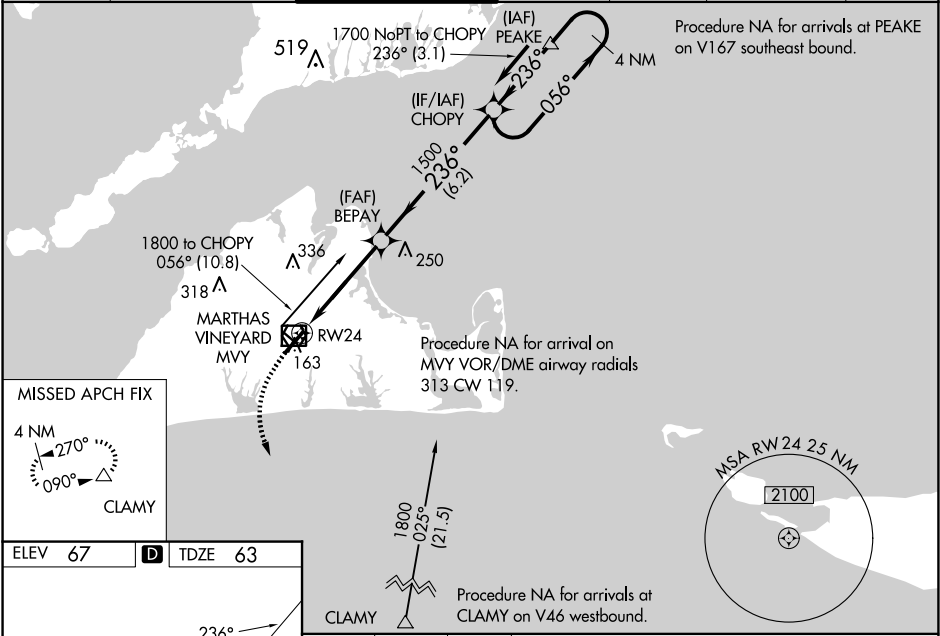 1700 NoPT to CHOPY
236° (3.1)
(IAF)
PEAKE
Procedure NA for arrivals at PEAKE
on V167 southeast bound.
519
236°
056°
4 NM
(IF/IAF)
CHOPY
1500
236°
(6.2)
(FAF)
BEPAY
1800 to CHOPY
056° (10.8)
336
250
318
MARTHAS
VINEYARD
MVY
RW24
163
Procedure NA for arrival on
MVY VOR/DME airway radials
313 CW 119.
MISSED APCH FIX
4 NM
270°
090°
CLAMY
MSA RW24 25 NM
2100
1800
025°
(21.5)
ELEV 67
D
TDZE 63
236°
CLAMY
Procedure NA for arrivals at
CLAMY on V46 westbound.